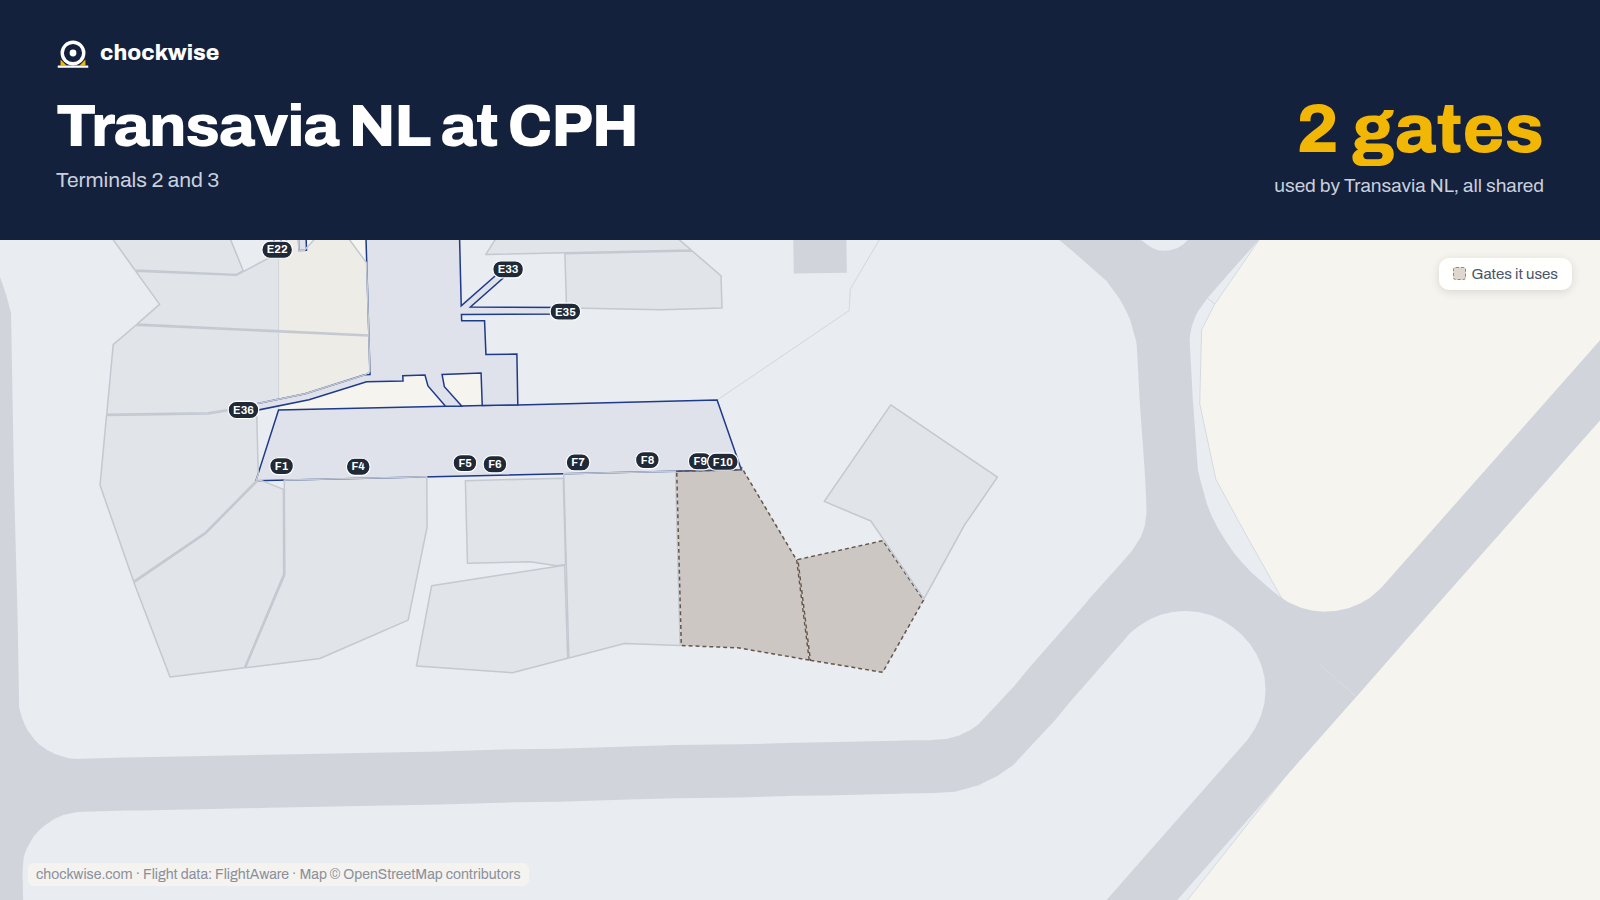 chockwise
Transavia NL at CPH
Terminals 2 and 3
2 gates
used by Transavia NL, all shared
Gates it uses
E22
E33
E35
E36
F1
F4
F5
F6
F7
F8
F9
F10
chockwise.com · Flight data: FlightAware · Map © OpenStreetMap contributors